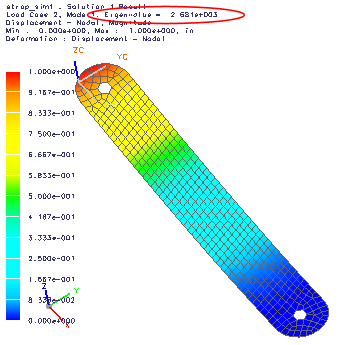 strap_sim1 : Solution 1 Result
Load Case 2, Mode 1, Eigenvalue = 2.681e+003
Displacement - Nodal, Magnitude
Min : 0.000e+000, Max : 1.000e+000, in
Deformation : Displacement - Nodal
ZC
YC
1.000e+000
9.167e-001
8.333e-001
7.500e-001
6.667e-001
5.833e-001
5.000e-001
4.167e-001
3.333e-001
2.500e-001
1.667e-001
8.333e-002
0.000e+000
Z
Y
X